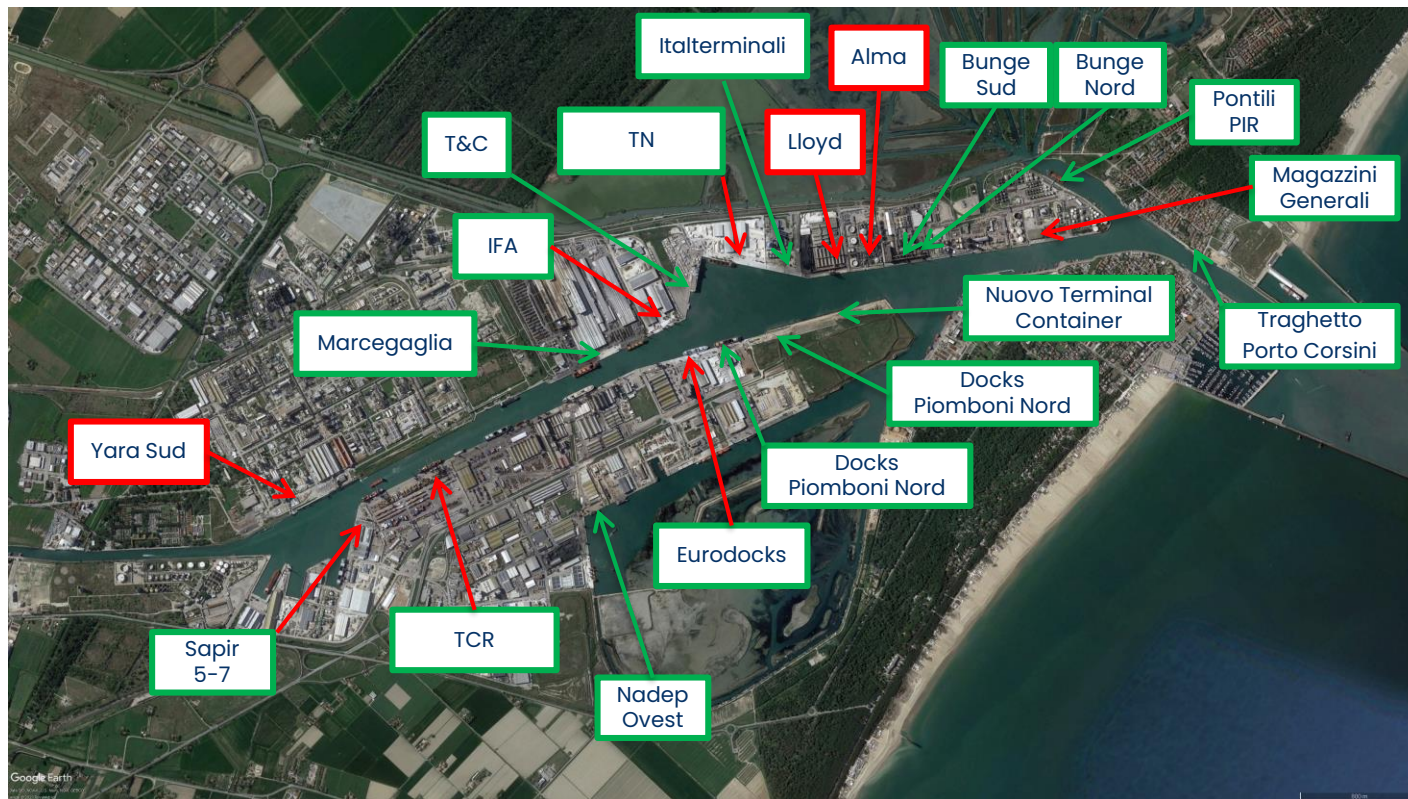 Italterminali
Alma
Bunge
Sud
Bunge
Nord
Pontili
PIR
T&C
TN
Lloyd
Magazzini
Generali
IFA
Nuovo Terminal
Container
Traghetto
Porto Corsini
Marcegaglia
Docks
Piomboni Nord
Yara Sud
Docks
Piomboni Nord
Eurodocks
Sapir
5-7
TCR
Nadep
Ovest
Google Earth